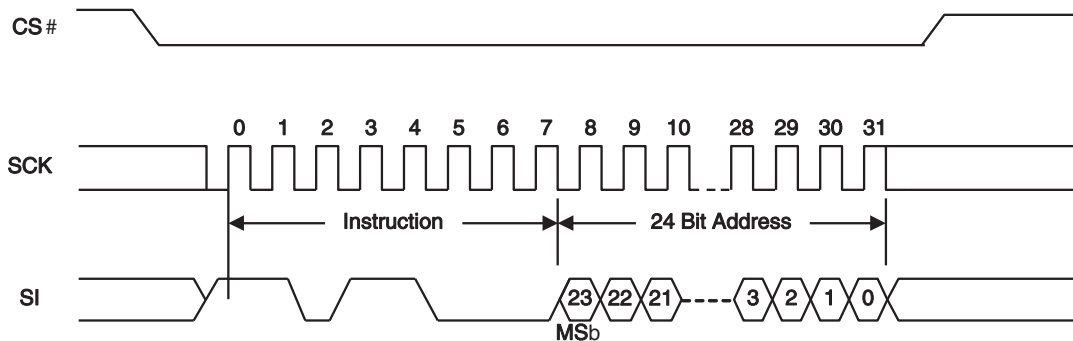 CS #
0 1 2 3 4 5 6 7 8 9 10 28 29 30 31
SCK
Instruction 24 Bit Address
SI 23 22 21 3 2 1 0
MSb